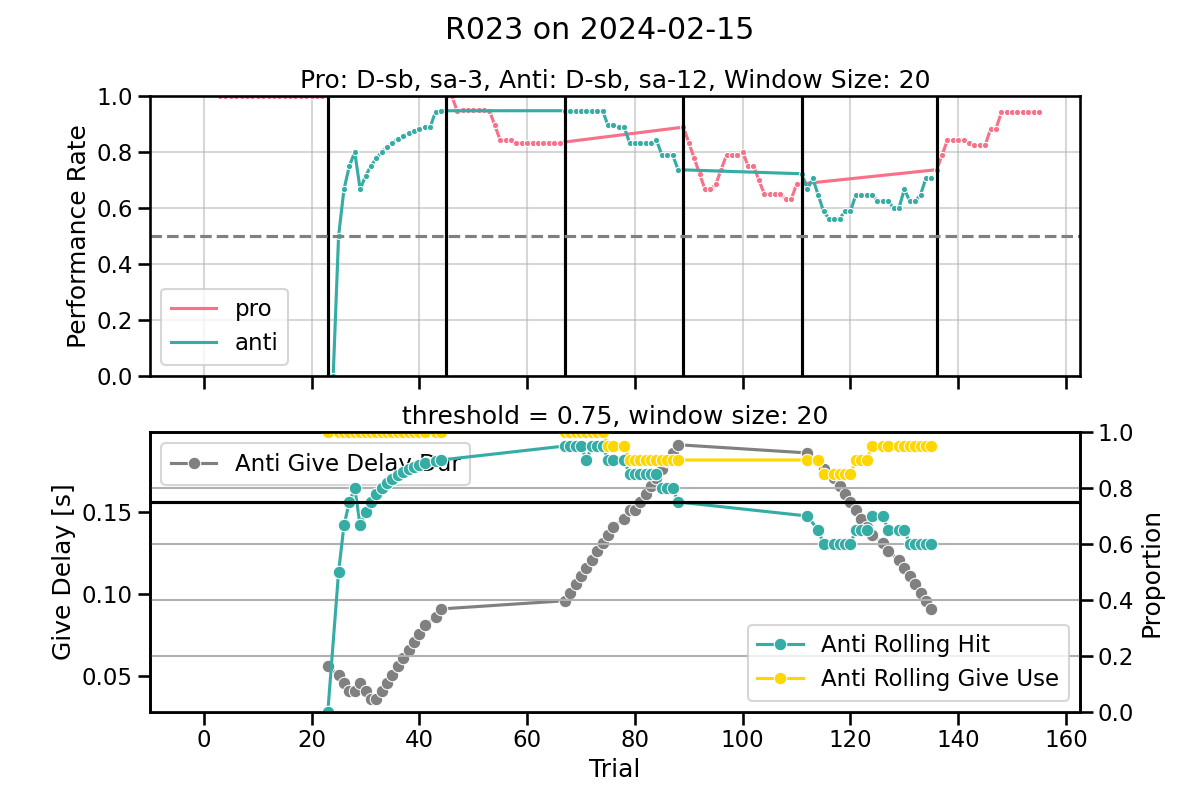 R023 on 2024-02-15
Pro: D-sb, sa-3, Anti: D-sb, sa-12, Window Size: 20
1.0
0.8
0.6
0.4
0.2
0.0
Performance Rate
pro
anti
threshold = 0.75, window size: 20
Anti Give Delay Dur
0.15
0.10
0.05
Give Delay [s]
1.0
0.8
0.6
0.4
0.2
0.0
Proportion
Anti Rolling Hit
Anti Rolling Give Use
0 20 40 60 80 100 120 140 160
Trial